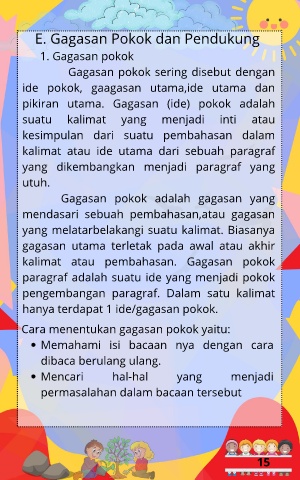 E. Gagasan Pokok dan Pendukung
1. Gagasan pokok
Gagasan pokok sering disebut dengan
ide pokok, gaagasan utama,ide utama dan
pikiran utama. Gagasan (ide) pokok adalah
suatu kalimat yang menjadi inti atau
kesimpulan dari suatu pembahasan dalam
kalimat atau ide utama dari sebuah paragraf
yang dikembangkan menjadi paragraf yang
utuh.
Gagasan pokok adalah gagasan yang
mendasari sebuah pembahasan,atau gagasan
yang melatarbelakangi suatu kalimat. Biasanya
gagasan utama terletak pada awal atau akhir
kalimat atau pembahasan. Gagasan pokok
paragraf adalah suatu ide yang menjadi pokok
pengembangan paragraf. Dalam satu kalimat
hanya terdapat 1 ide/gagasan pokok.
Cara menentukan gagasan pokok yaitu:
• Memahami isi bacaan nya dengan cara
dibaca berulang ulang.
• Mencari hal-hal yang menjadi
permasalahan dalam bacaan tersebut
15